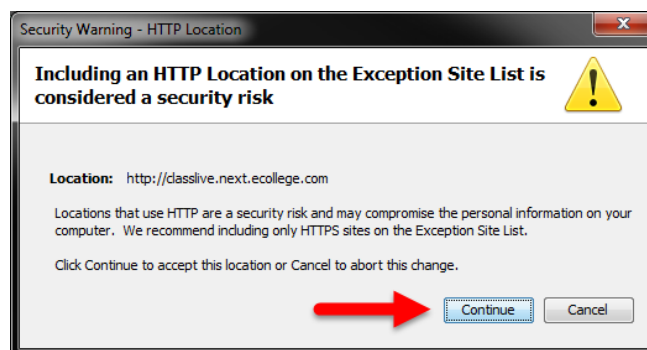 Security Warning - HTTP Location
Including an HTTP Location on the Exception Site List is
considered a security risk
Location: http://classlive.next.ecollege.com
Locations that use HTTP are a security risk and may compromise the personal information on your
computer. We recommend including only HTTPS sites on the Exception Site List.
Click Continue to accept this location or Cancel to abort this change.
Continue Cancel